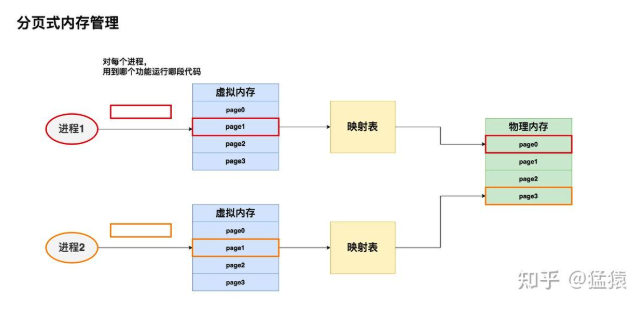 分页式内存管理
对每个进程,
用到哪个功能运行哪段代码
虚拟内存
page0
page1
page2
page3
进程1
映射表
物理内存
page0
page1
page2
page3
虚拟内存
page0
page1
page2
page3
进程2
映射表
知乎 @猛猿